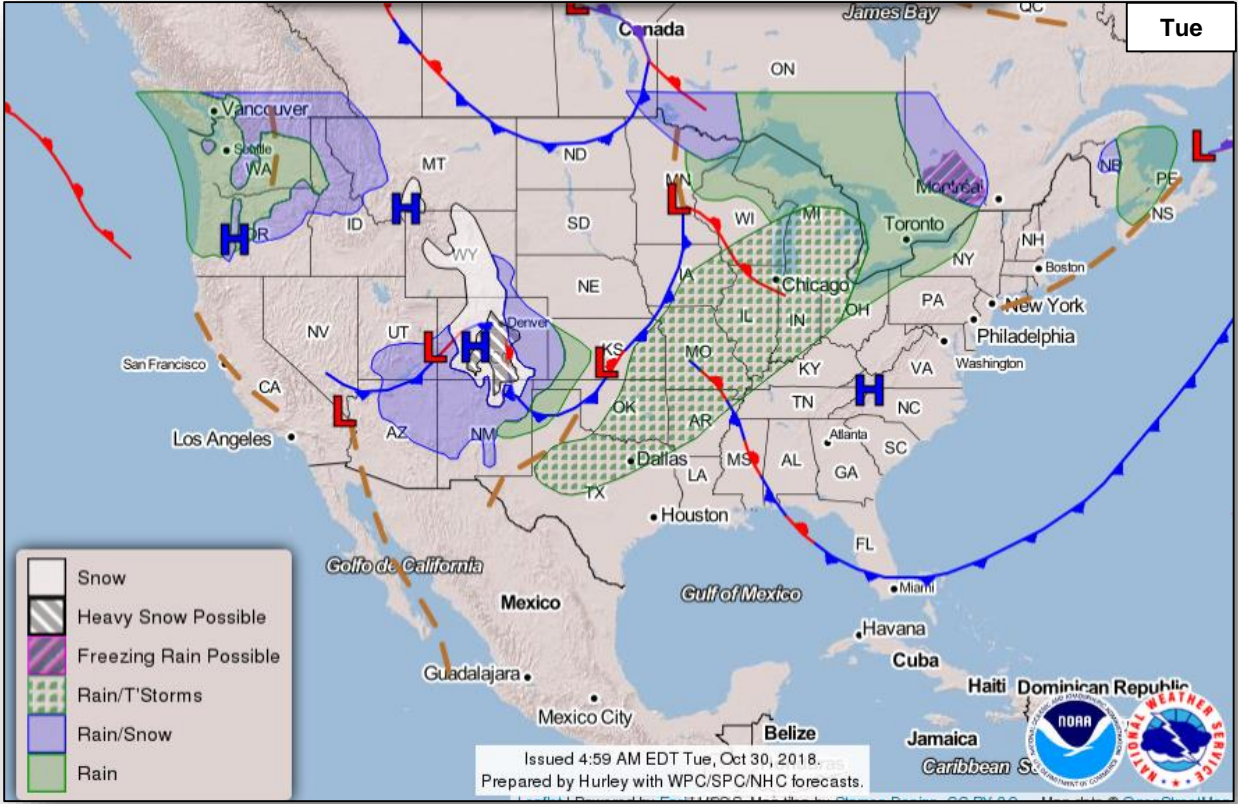 Tue
James Bay
QC
L
Canada
ON
Vancouver
Seattle
WA
MT
ND
MN
Montréal
NB
PE
L
NS
H
OR
H
ID
SD
L
WI
MI
Toronto
NY
NH
Boston
WY
NE
IA
Chicago
PA
New York
NV
UT
L
H
Denver
KS
L
IL
IN
OH
Philadelphia
San Francisco
CA
MO
KY
VA
Washington
L
AZ
NM
OK
AR
TN
H
NC
Los Angeles
Dallas
MS
AL
Atlanta
GA
SC
TX
LA
Houston
FL
Golfo de California
Mexico
Gulf of Mexico
Miami
Havana
Cuba
Guadalajara
Haiti
Dominican Republic
Mexico City
Belize
Jamaica
Caribbean
Snow
Heavy Snow Possible
Freezing Rain Possible
Rain/T'Storms
Rain/Snow
Rain
Issued 4:59 AM EDT Tue, Oct 30, 2018.
Prepared by Hurley with WPC/SPC/NHC forecasts.
NOAA
NATIONAL WEATHER SERVICE